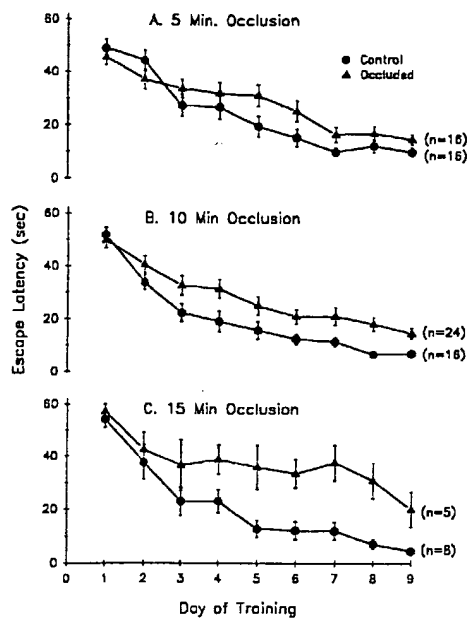 A. 5 Min. Occlusion
Control
Occluded
60
40
20
0
(n=16)
(n=16)
B. 10 Min Occlusion
60
40
20
0
(n=24)
(n=16)
C. 15 Min Occlusion
60
40
20
0
(n=5)
(n=8)
0 1 2 3 4 5 6 7 8 9
Day of Training
Escape Latency (sec)